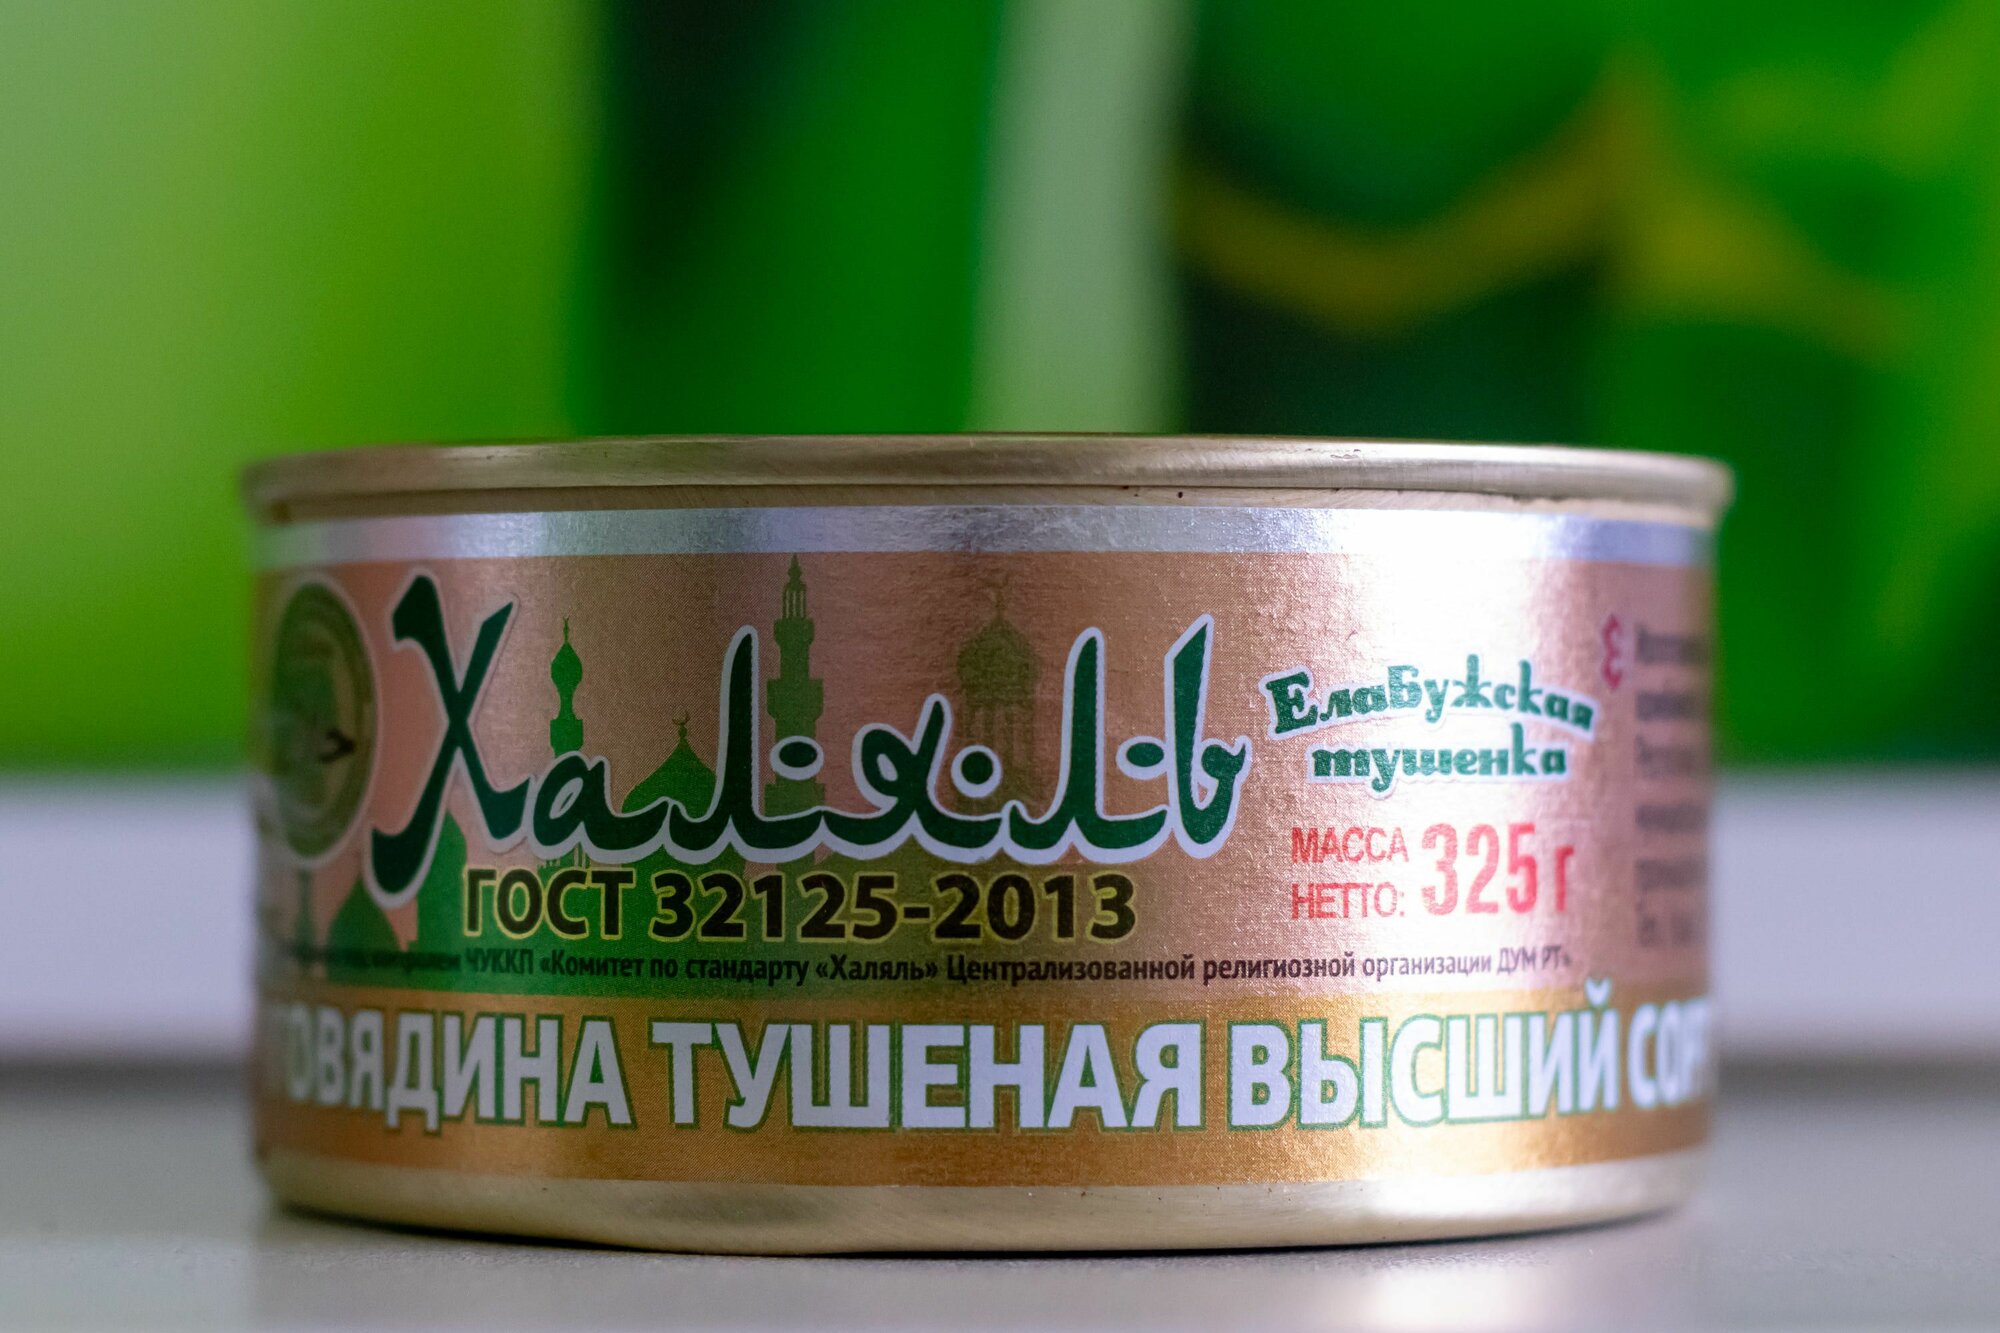 Халяль
Елабужская
тушенка
МАССА
НЕТТО: 325 г
ГОСТ 32125-2013
контролем ЧУККП «Комитет по стандарту «Халяль» Централизованной религиозной организации ДУМ РТ»
ГОВЯДИНА ТУШЕНАЯ ВЫСШИЙ СОРТ